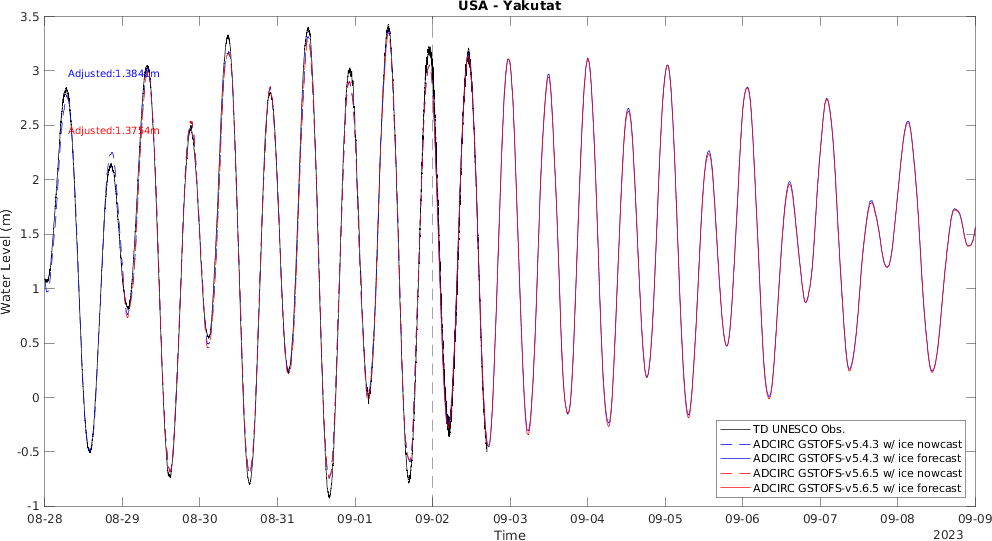 USA - Yakutat
3.5
3
2.5
2
1.5
1
0.5
0
-0.5
-1
Water Level (m)
Adjusted:1.384m
Adjusted:1.3754m
TD UNESCO Obs.
ADCIRC GSTOFS-v5.4.3 w/ ice nowcast
ADCIRC GSTOFS-v5.4.3 w/ ice forecast
ADCIRC GSTOFS-v5.6.5 w/ ice nowcast
ADCIRC GSTOFS-v5.6.5 w/ ice forecast
08-28 08-29 08-30 08-31 09-01 09-02 09-03 09-04 09-05 09-06 09-07 09-08 09-09
Time
2023